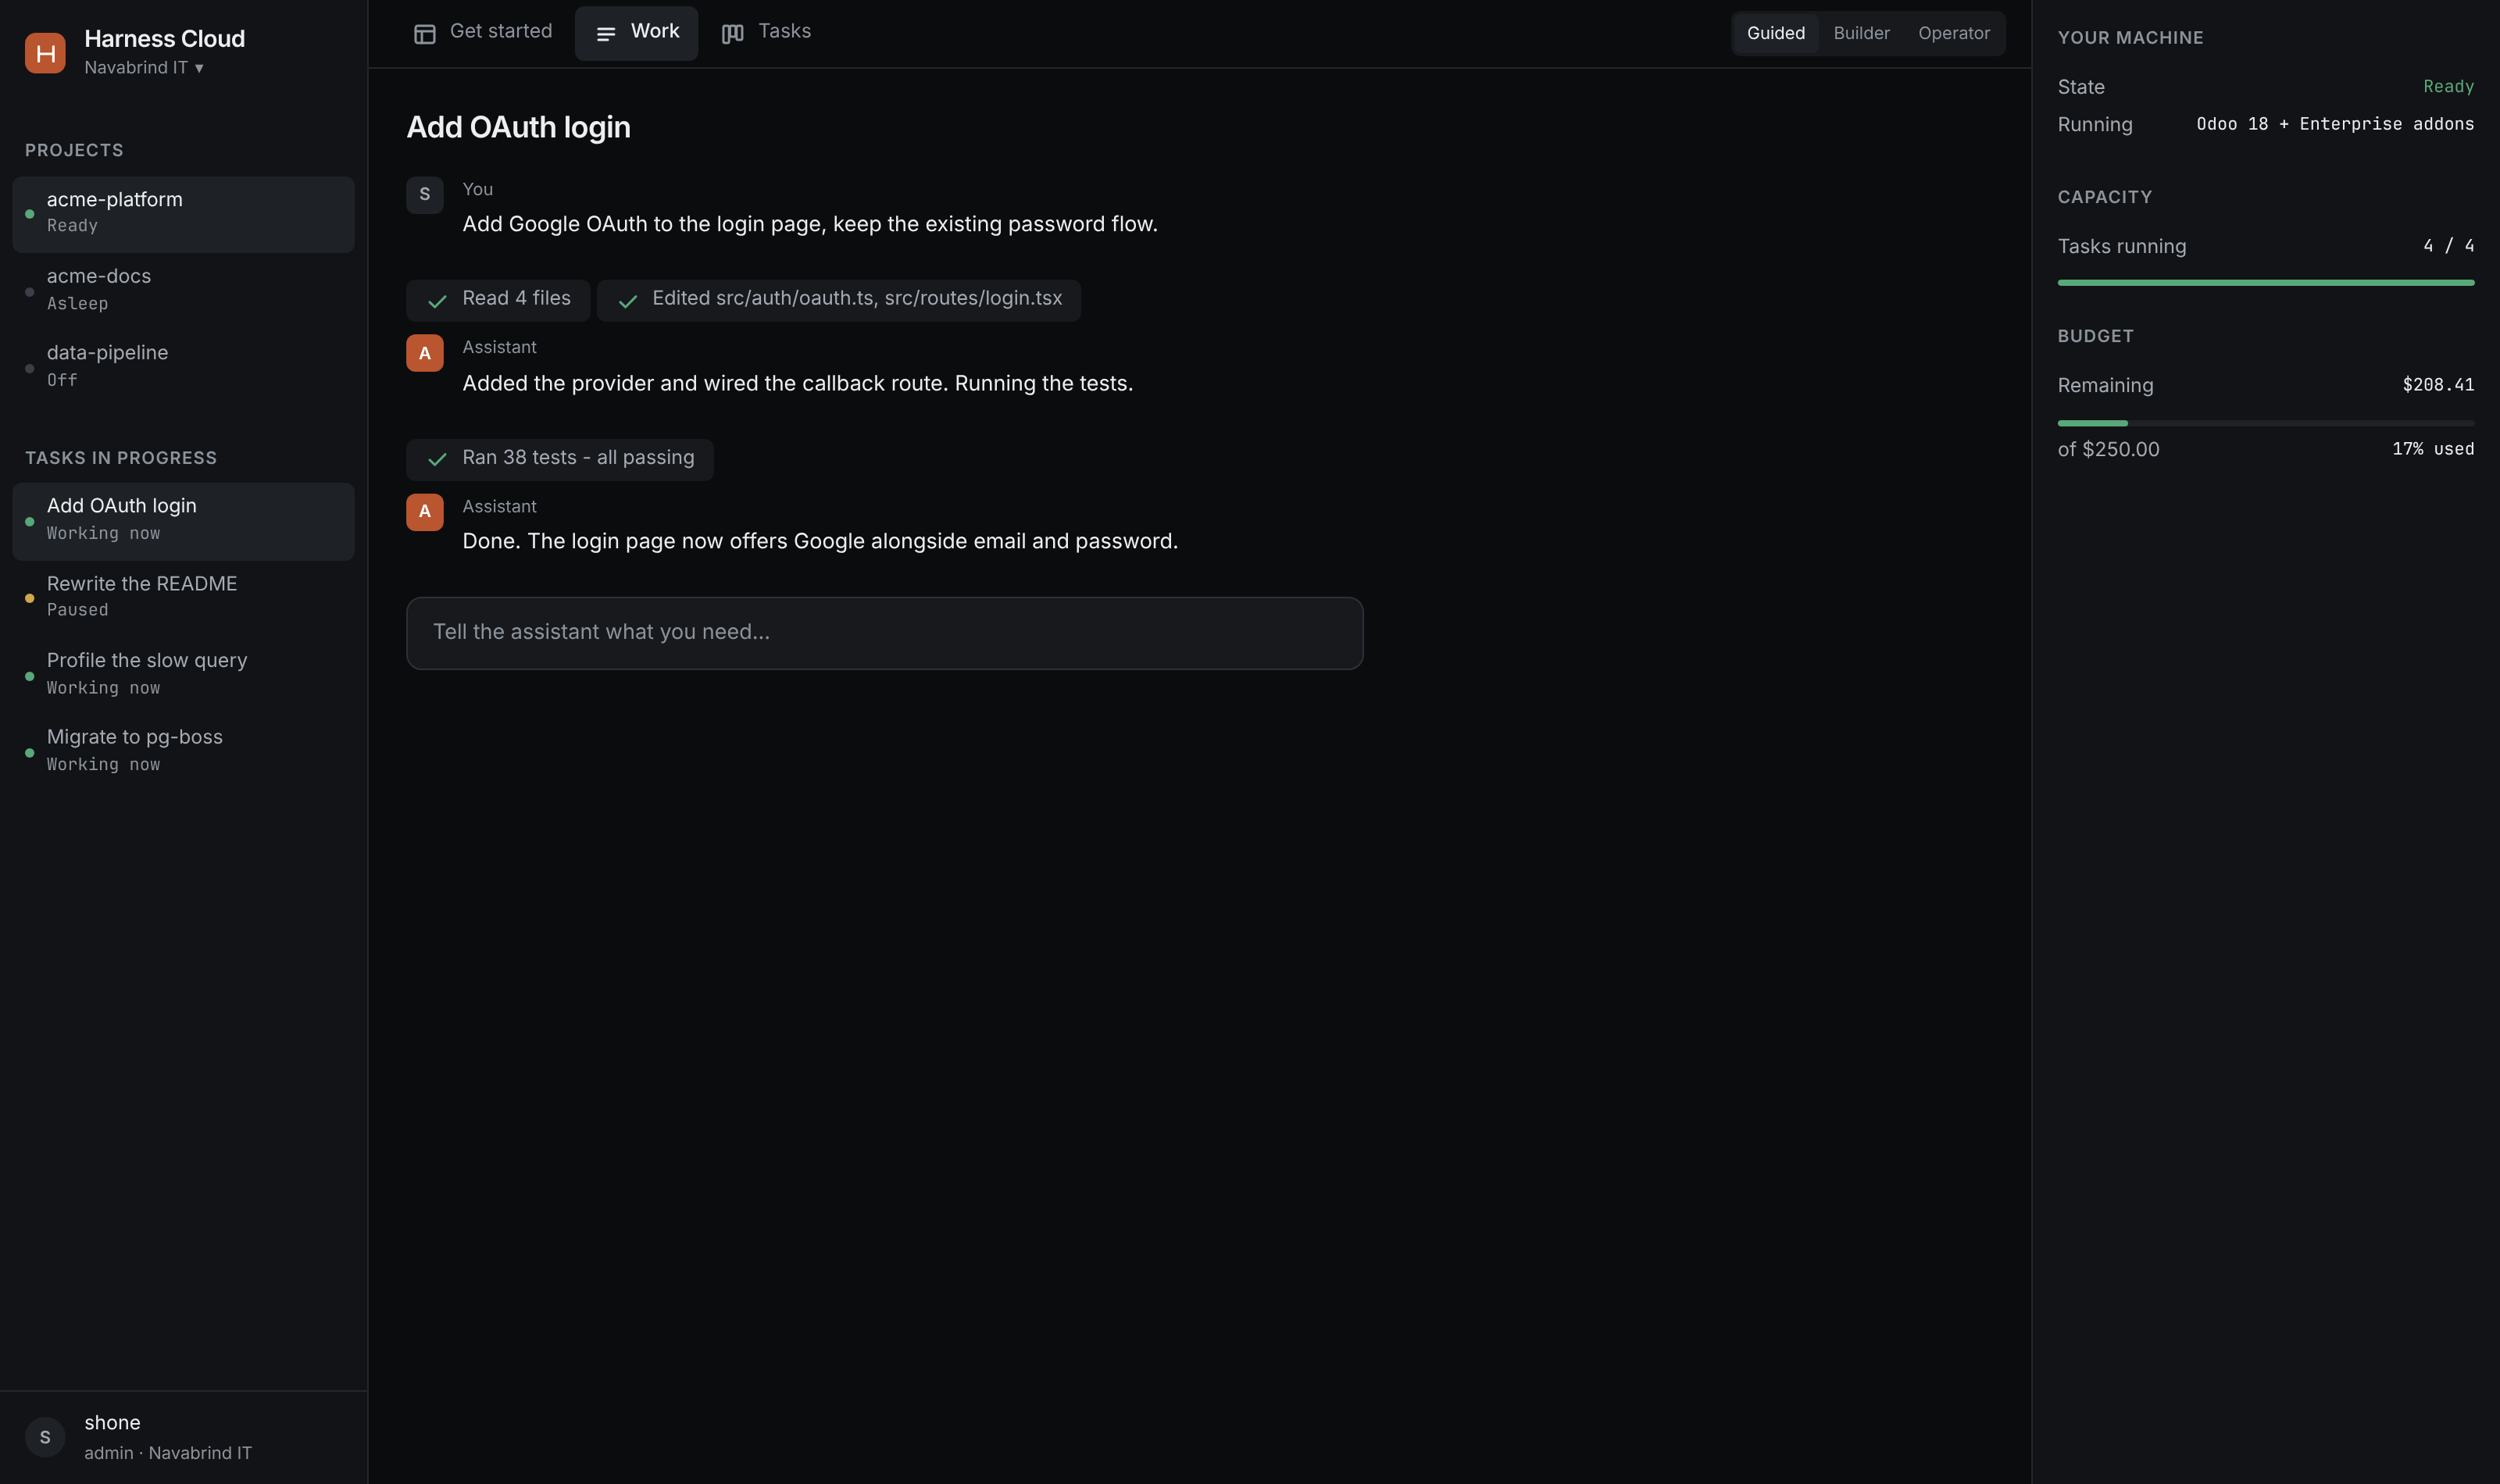 Harness Cloud
Navabrind IT ▾
PROJECTS
acme-platform
Ready
acme-docs
Asleep
data-pipeline
Off
TASKS IN PROGRESS
Add OAuth login
Working now
Rewrite the README
Paused
Profile the slow query
Working now
Migrate to pg-boss
Working now
S
shone
admin · Navabrind IT
Get started
Work
Tasks
Guided
Builder
Operator
Add OAuth login
S
You
Add Google OAuth to the login page, keep the existing password flow.
Read 4 files
Edited src/auth/oauth.ts, src/routes/login.tsx
A
Assistant
Added the provider and wired the callback route. Running the tests.
Ran 38 tests - all passing
A
Assistant
Done. The login page now offers Google alongside email and password.
Tell the assistant what you need...
YOUR MACHINE
State Ready
Running Odoo 18 + Enterprise addons
CAPACITY
Tasks running 4 / 4
BUDGET
Remaining $208.41
of $250.00 17% used